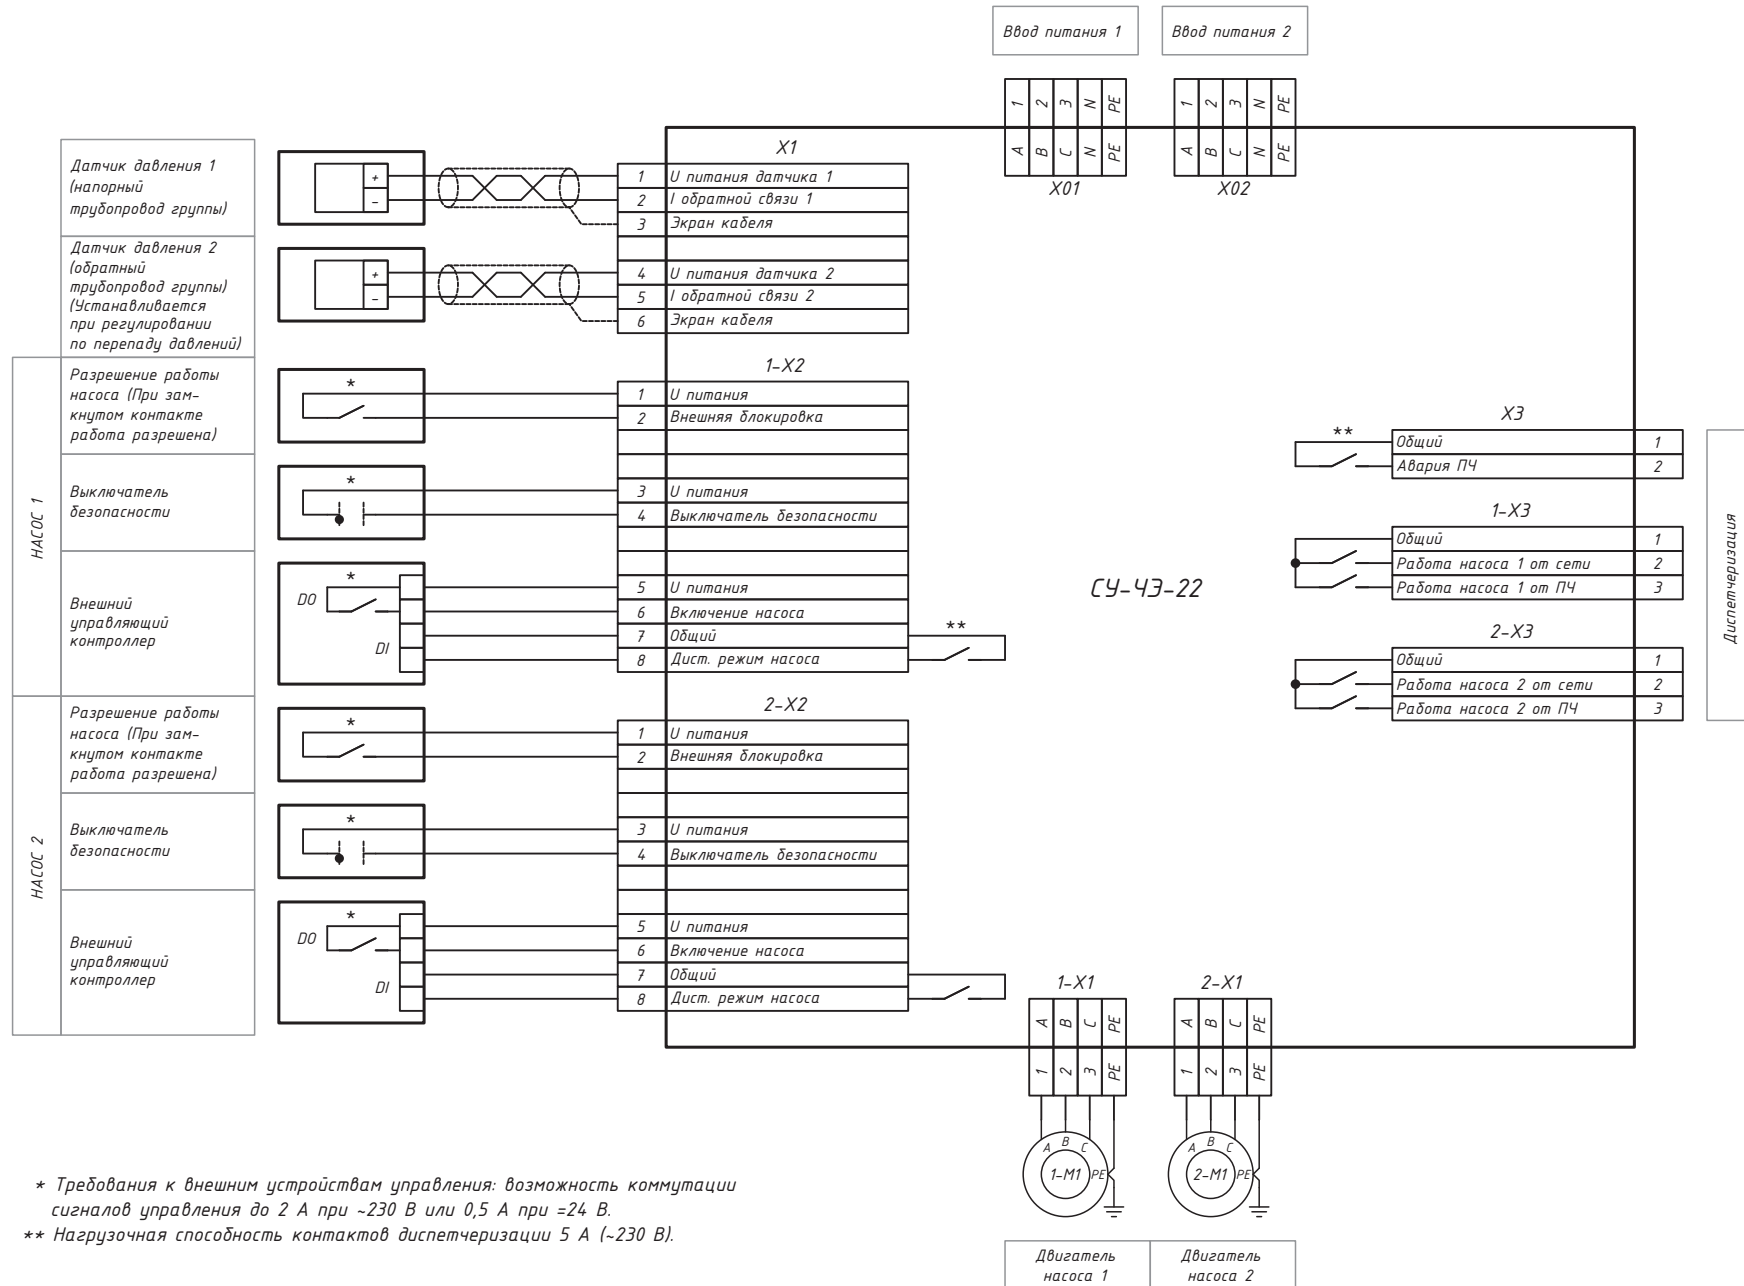 Ввод питания 1
Ввод питания 2
1 2 3 N PE
A B C N PE
X01
1 2 3 N PE
A B C N PE
X02
Датчик давления 1
(напорный
трубопровод группы)
+
-
X1
1 U питания датчика 1
2 I обратной связи 1
3 Экран кабеля
Датчик давления 2
(обратный
трубопровод группы)
(Устанавливается
при регулировании
по перепаду давлений)
+
-
4 U питания датчика 2
5 I обратной связи 2
6 Экран кабеля
НАСОС 1
Разрешение работы
насоса (При зам-
кнутом контакте
работа разрешена)
*
1-X2
1 U питания
2 Внешняя блокировка
Выключатель
безопасности
*
3 U питания
4 Выключатель безопасности
Внешний
управляющий
контроллер
*
DO
DI
5 U питания
6 Включение насоса
7 Общий
8 Дист. режим насоса
**
НАСОС 2
Разрешение работы
насоса (При зам-
кнутом контакте
работа разрешена)
*
2-X2
1 U питания
2 Внешняя блокировка
Выключатель
безопасности
*
3 U питания
4 Выключатель безопасности
Внешний
управляющий
контроллер
*
DO
DI
5 U питания
6 Включение насоса
7 Общий
8 Дист. режим насоса
СУ-ЧЭ-22
X3
**
Общий 1
Авария ПЧ 2
1-X3
Общий 1
Работа насоса 1 от сети 2
Работа насоса 1 от ПЧ 3
2-X3
Общий 1
Работа насоса 2 от сети 2
Работа насоса 2 от ПЧ 3
Диспетчеризация
1-X1
A B C PE
1 2 3 PE
A B C
1-M1 PE
2-X1
A B C PE
1 2 3 PE
A B C
2-M1 PE
Двигатель
насоса 1
Двигатель
насоса 2
* Требования к внешним устройствам управления: возможность коммутации
сигналов управления до 2 А при ~230 В или 0,5 А при =24 В.
** Нагрузочная способность контактов диспетчеризации 5 А (~230 В).